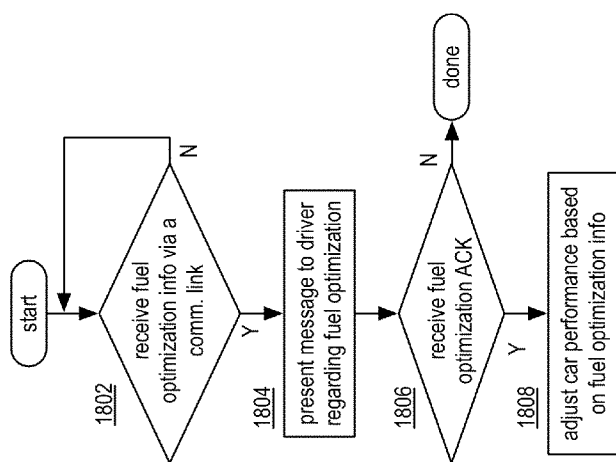 start
1802
receive fuel
optimization info via a
comm. link
N
Y
1804
present message to driver
regarding fuel optimization
1806
receive fuel
optimization ACK
N
done
Y
1808
adjust car performance based
on fuel optimization info